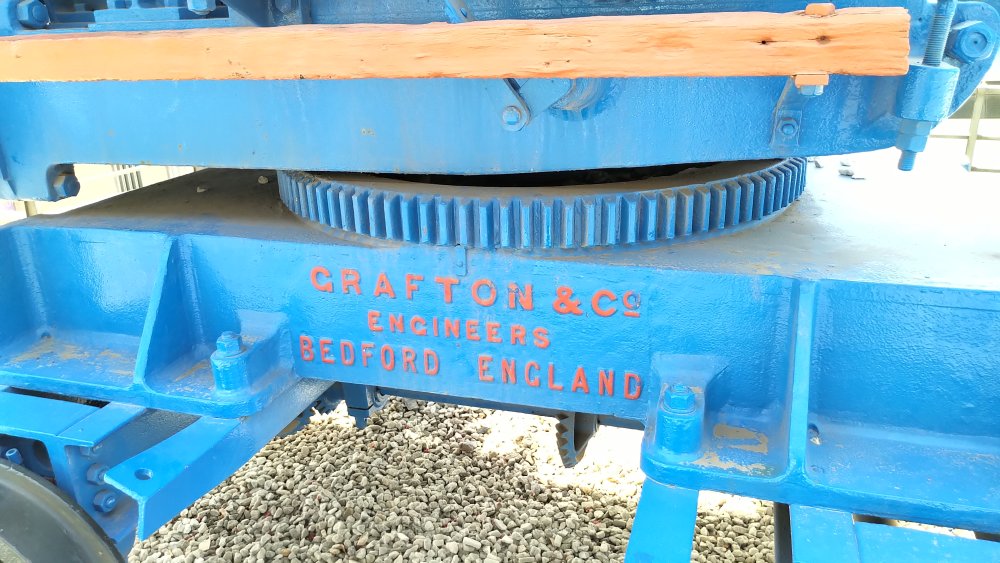 GRAFTON & Cº
ENGINEERS
BEDFORD ENGLAND